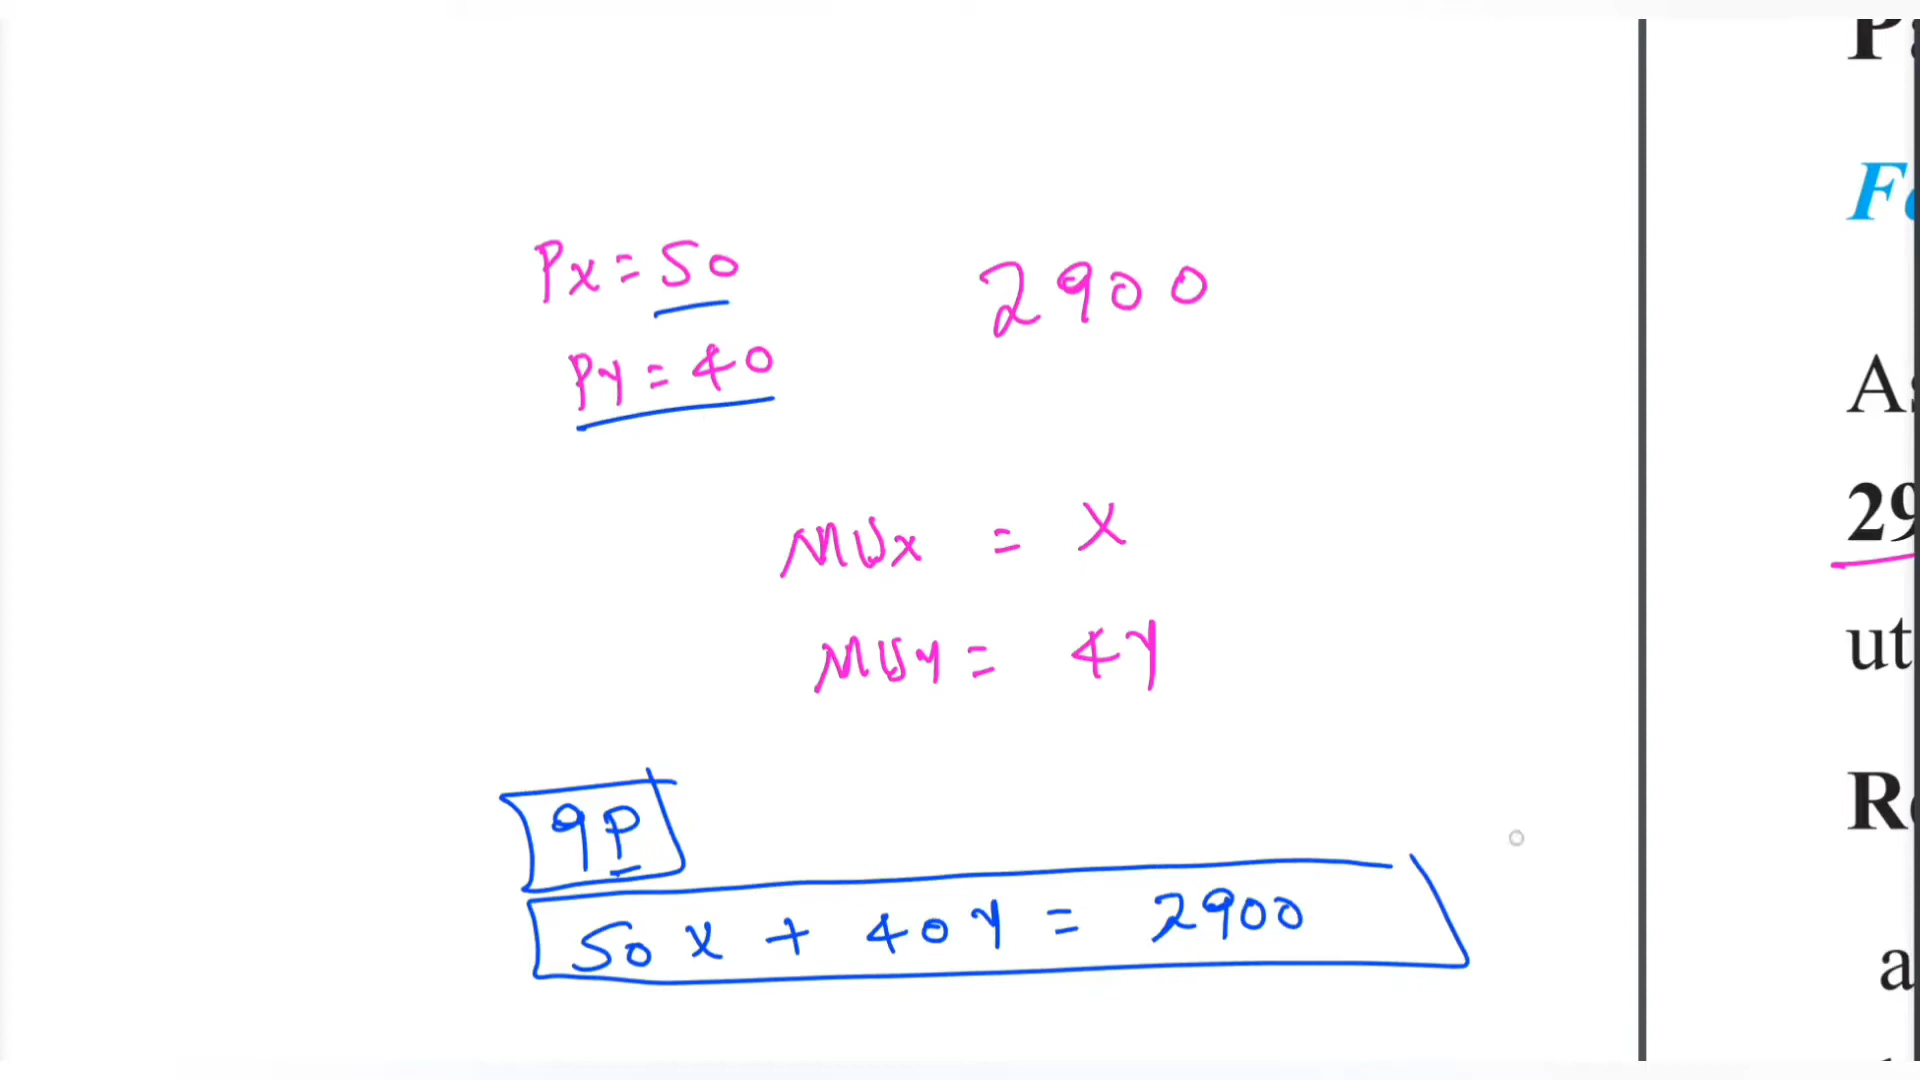 Px = 50
2900
Py = 40
MUx = X
MUy = 4Y
9P
50x + 40y = 2900
A
29
ut
R
a